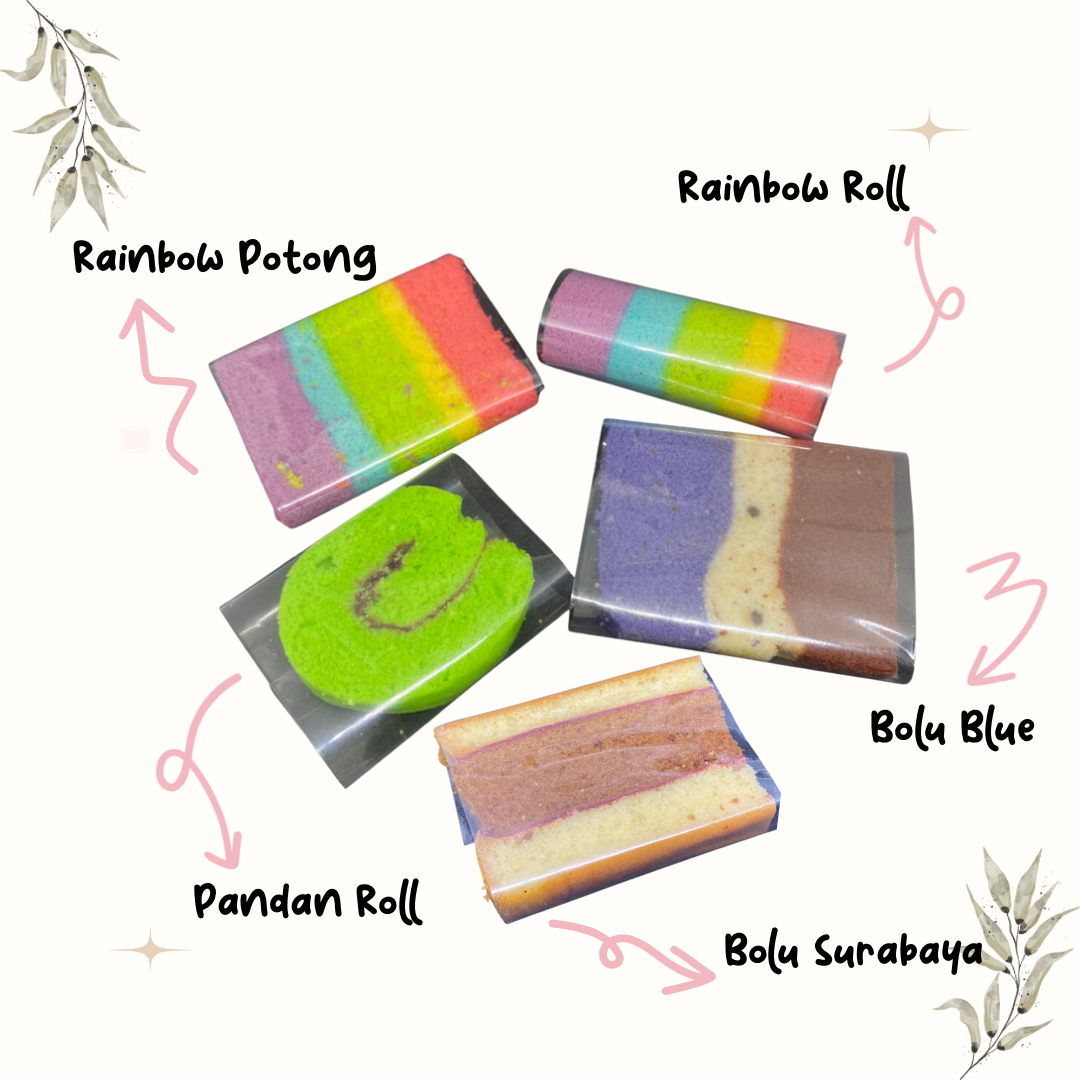 Rainbow Roll
Rainbow Potong
Bolu Blue
Pandan Roll
Bolu Surabaya